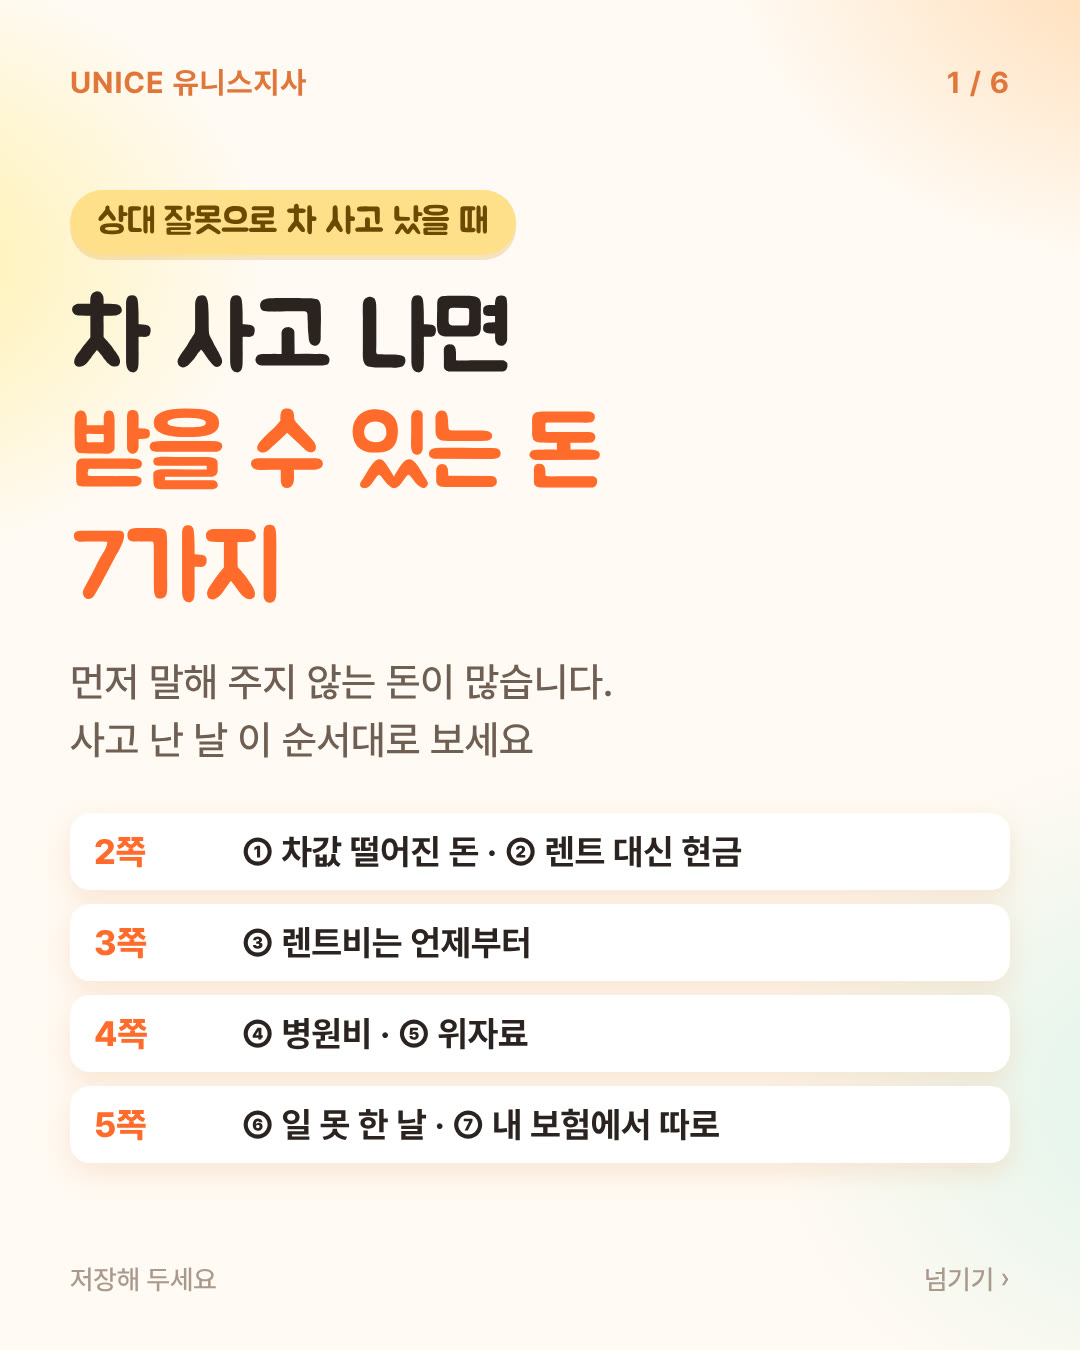 UNICE 유니스지사
1 / 6
상대 잘못으로 차 사고 났을 때
차 사고 나면
받을 수 있는 돈
7가지
먼저 말해 주지 않는 돈이 많습니다.
사고 난 날 이 순서대로 보세요
2쪽 ① 차값 떨어진 돈 · ② 렌트 대신 현금
3쪽 ③ 렌트비는 언제부터
4쪽 ④ 병원비 · ⑤ 위자료
5쪽 ⑥ 일 못 한 날 · ⑦ 내 보험에서 따로
저장해 두세요
넘기기 ›